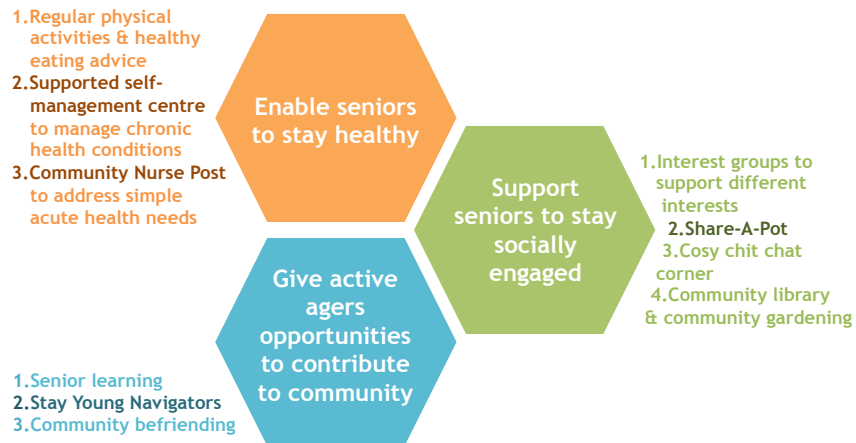 1.Regular physical
activities & healthy
eating advice
2.Supported self-
management centre
to manage chronic
health conditions
3.Community Nurse Post
to address simple
acute health needs
Enable seniors
to stay healthy
Support
seniors to stay
socially
engaged
1.Interest groups to
support different
interests
2.Share-A-Pot
3.Cosy chit chat
corner
4.Community library
& community gardening
Give active
agers
opportunities
to contribute
to community
1.Senior learning
2.Stay Young Navigators
3.Community befriending